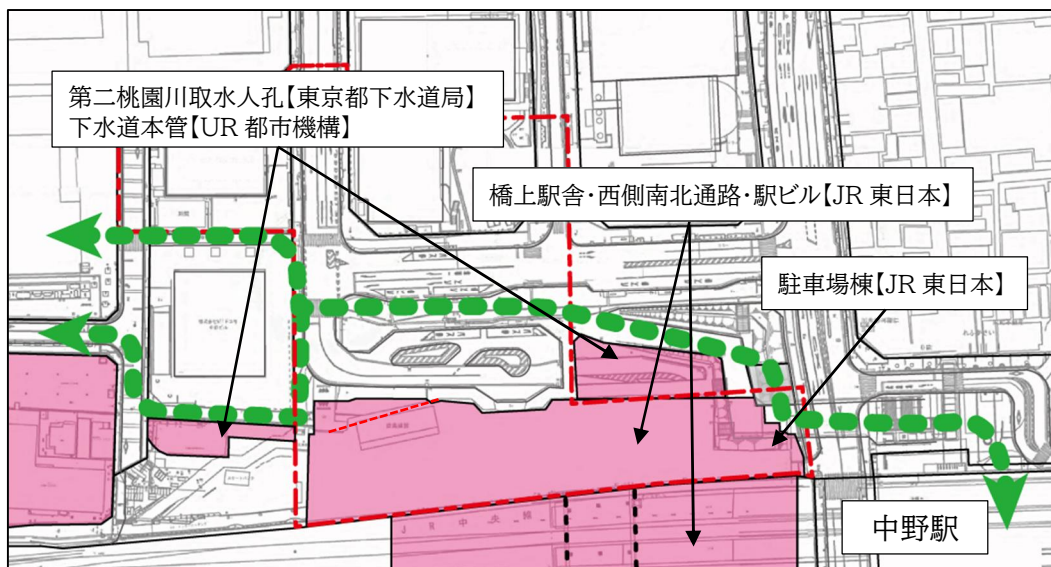 第二桃園川取水人孔【東京都下水道局】
下水道本管【UR 都市機構】
橋上駅舎・西側南北通路・駅ビル【JR 東日本】
駐車場棟【JR 東日本】
中野駅